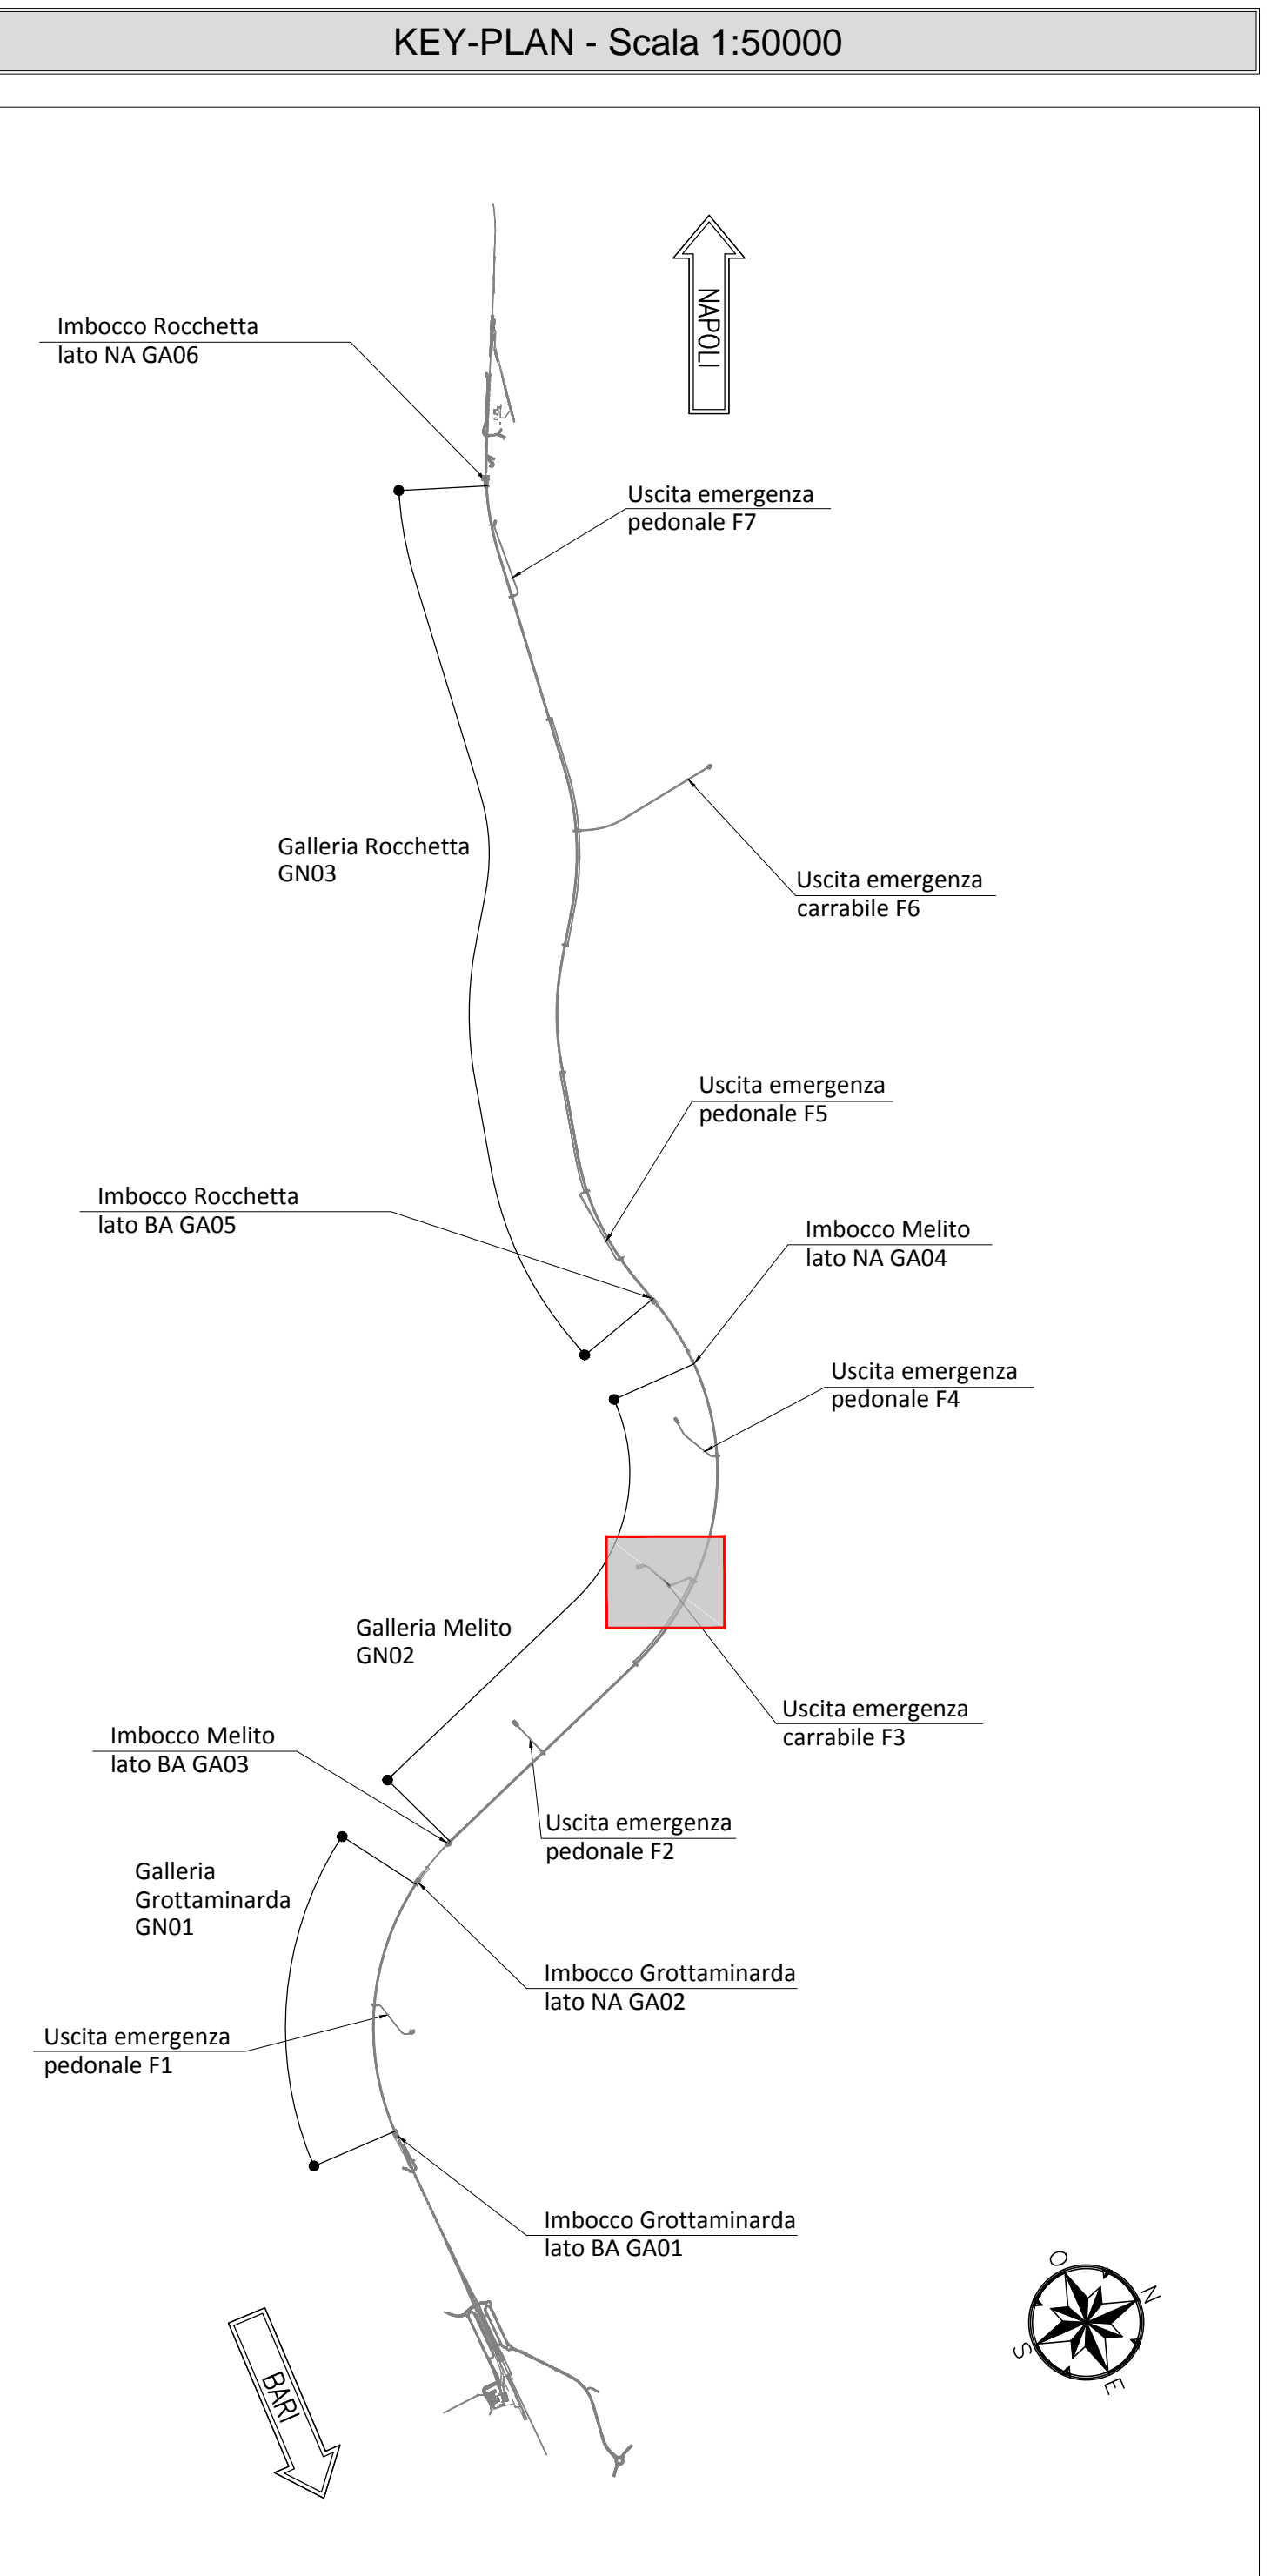 KEY-PLAN - Scala 1:50000
NAPOLI
Imbocco Rocchetta
lato NA GA06
Uscita emergenza
pedonale F7
Galleria Rocchetta
GN03
Uscita emergenza
carrabile F6
Uscita emergenza
pedonale F5
Imbocco Rocchetta
lato BA GA05
Imbocco Melito
lato NA GA04
Uscita emergenza
pedonale F4
Galleria Melito
GN02
Uscita emergenza
carrabile F3
Imbocco Melito
lato BA GA03
Uscita emergenza
pedonale F2
Galleria
Grottaminarda
GN01
Imbocco Grottaminarda
lato NA GA02
Uscita emergenza
pedonale F1
Imbocco Grottaminarda
lato BA GA01
O
N
S
E
BARI